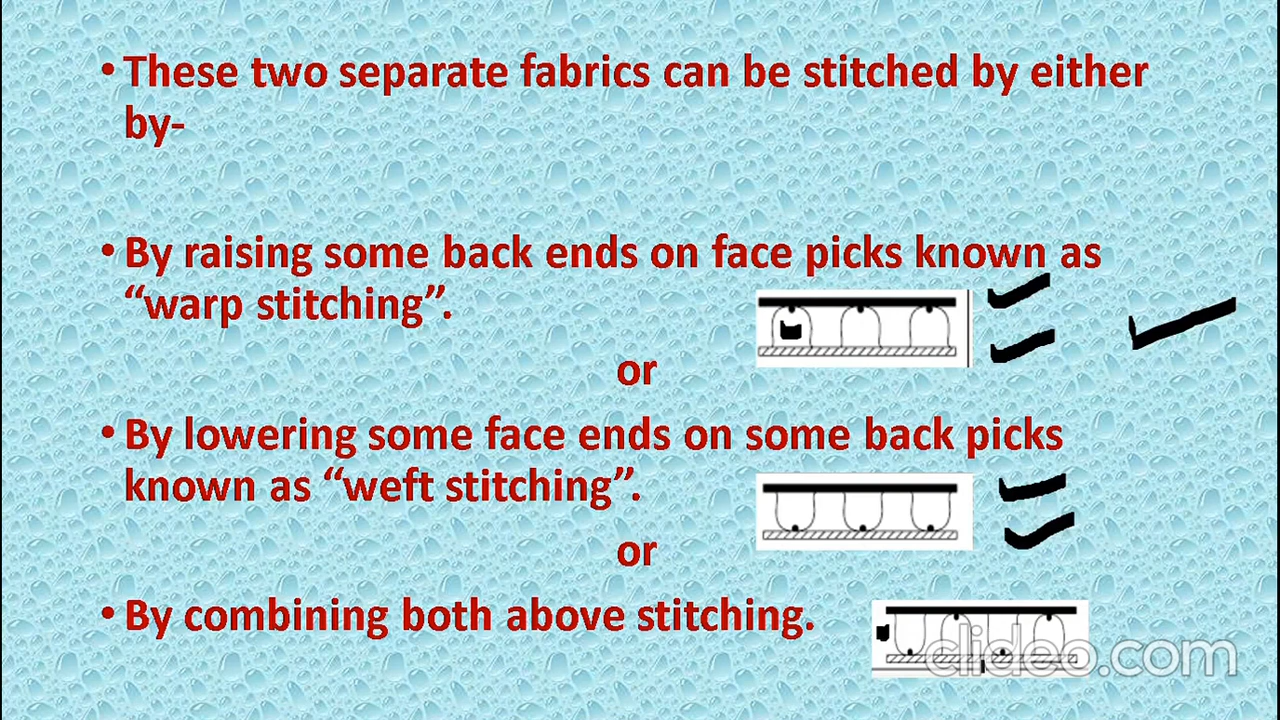 • These two separate fabrics can be stitched by either
by-
• By raising some back ends on face picks known as
“warp stitching”.
or
• By lowering some face ends on some back picks
known as “weft stitching”.
or
• By combining both above stitching.
clideo.com